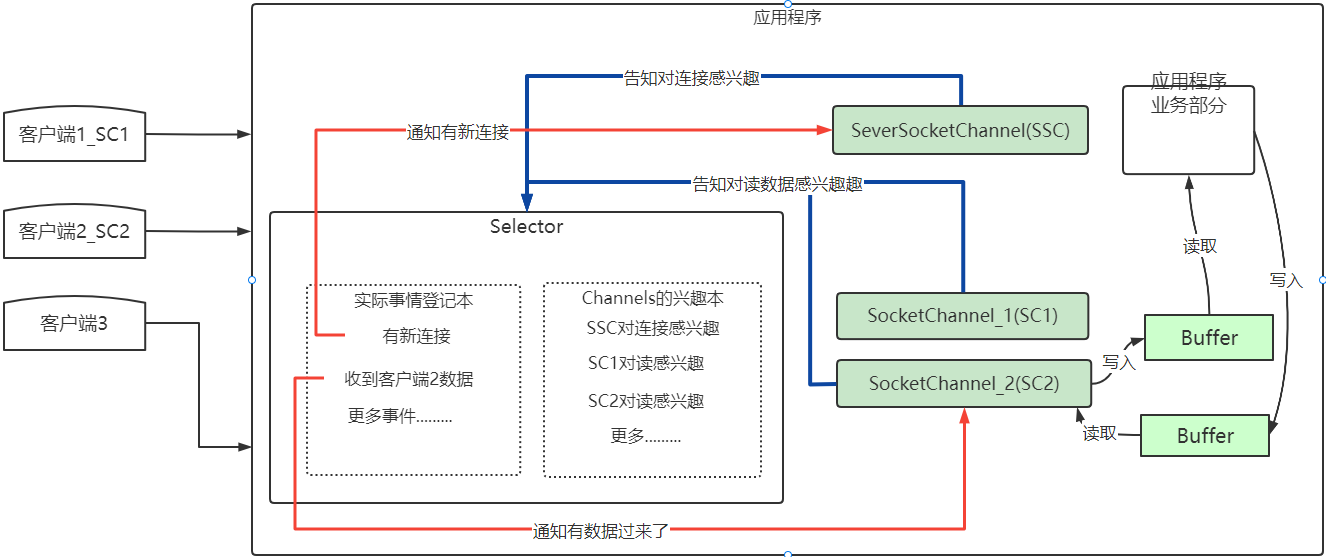 应用程序
告知对连接感兴趣
应用程序
业务部分
客户端1_SC1
通知有新连接
SeverSocketChannel(SSC)
告知对读数据感兴趣趣
客户端2_SC2
Selector
读取
写入
实际事情登记本
Channels的兴趣本
客户端3
有新连接
SSC对连接感兴趣
SocketChannel_1(SC1)
Buffer
SC1对读感兴趣
写入
收到客户端2数据
SocketChannel_2(SC2)
SC2对读感兴趣
更多事件.........
更多.........
读取
Buffer
通知有数据过来了